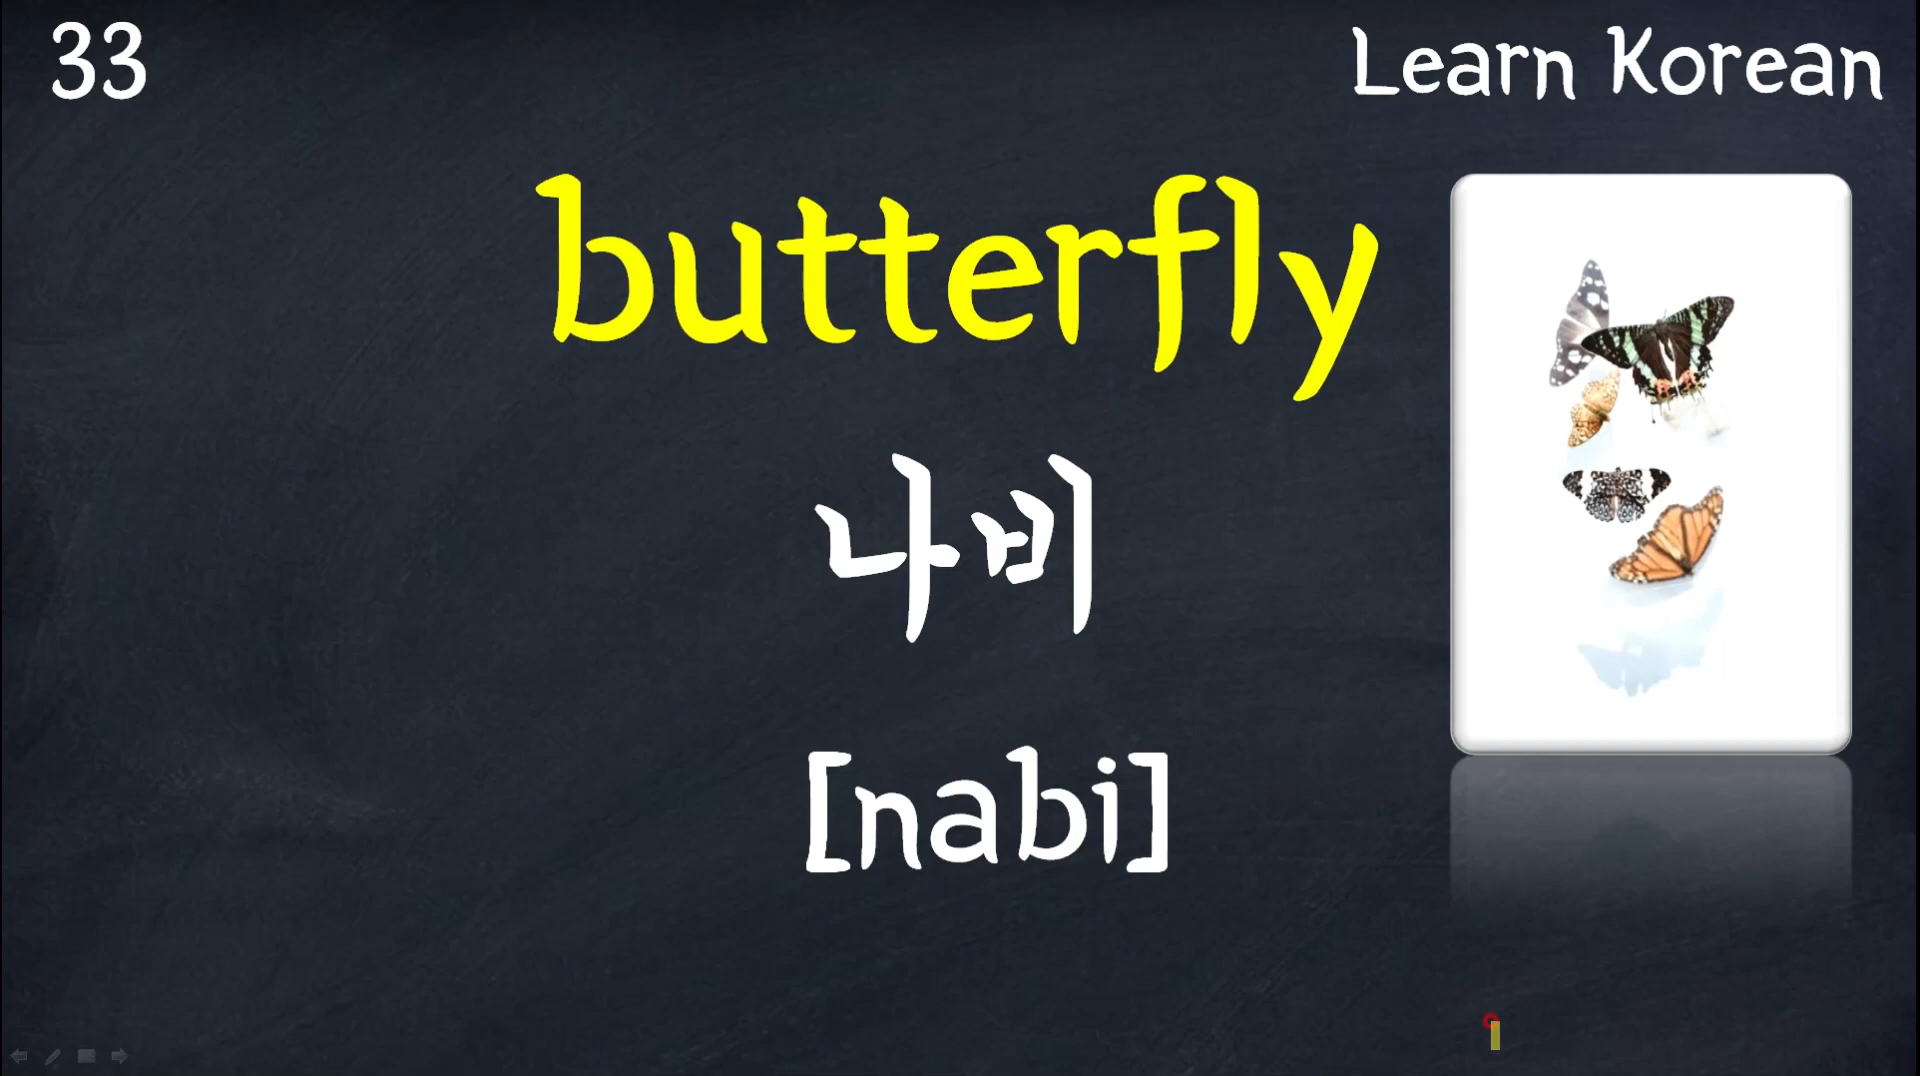 33
Learn Korean
butterfly
나비
[nabi]